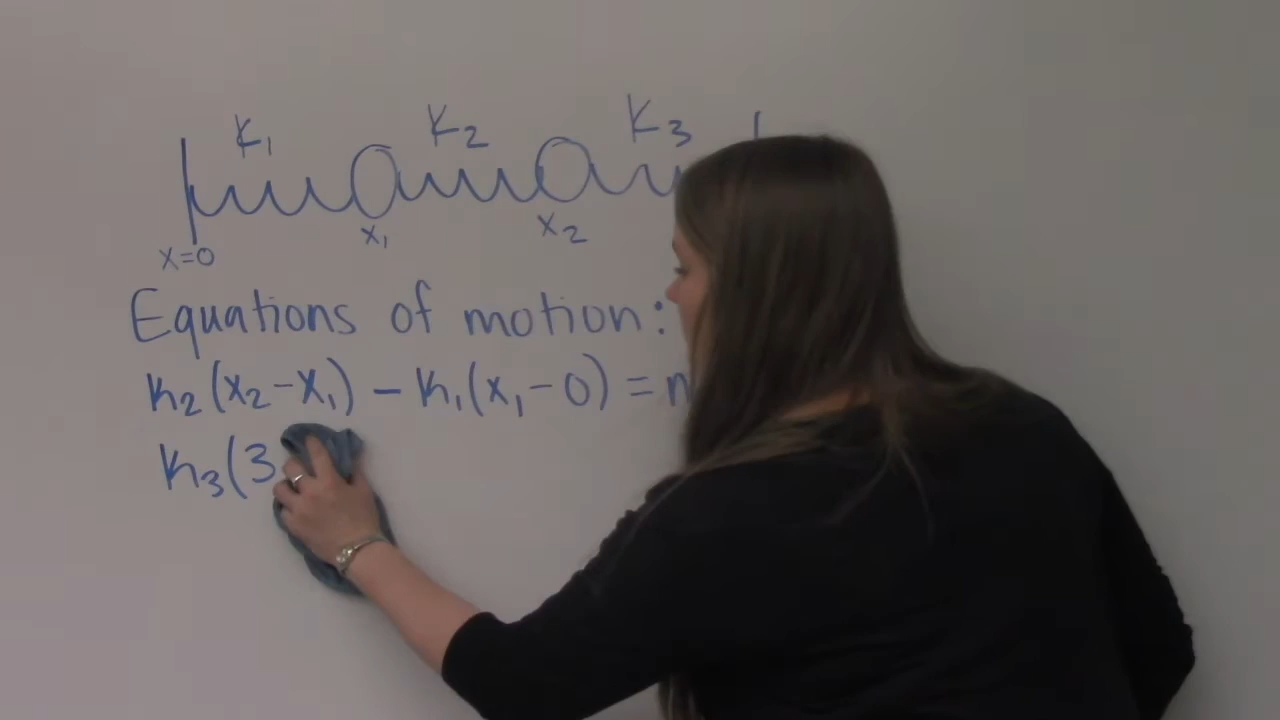 K₁ K₂ K₃
x₁ x₂
x=0
Equations of motion:
k₂(x₂-x₁) - k₁(x₁-0) =
k₃(3